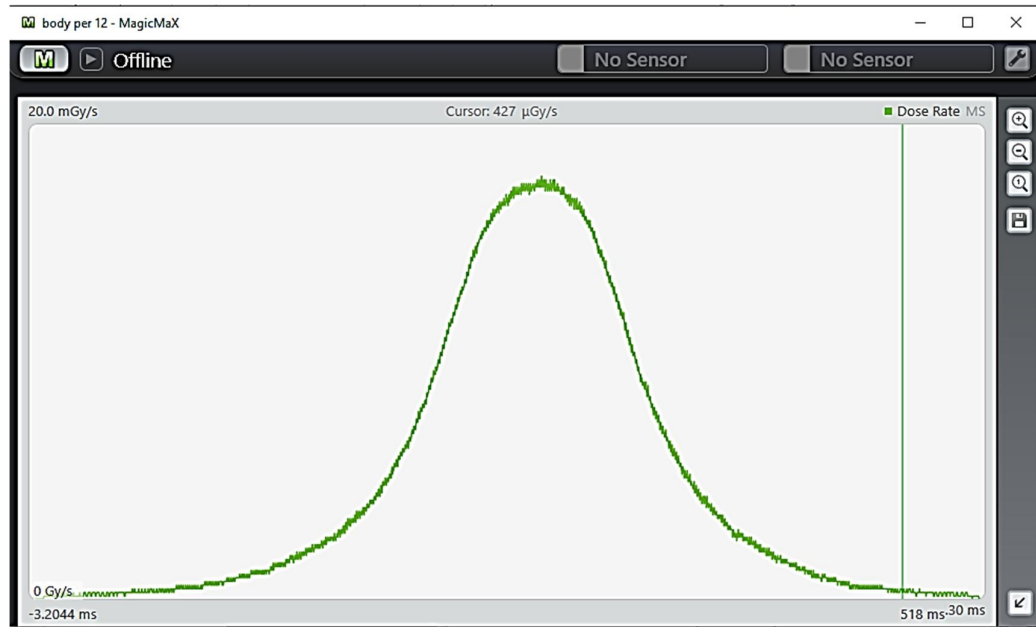 body per 12 - MagicMaX
M Offline No Sensor No Sensor
20.0 mGy/s Cursor: 427 µGy/s Dose Rate MS
0 Gy/s
-3.2044 ms 518 ms .30 ms